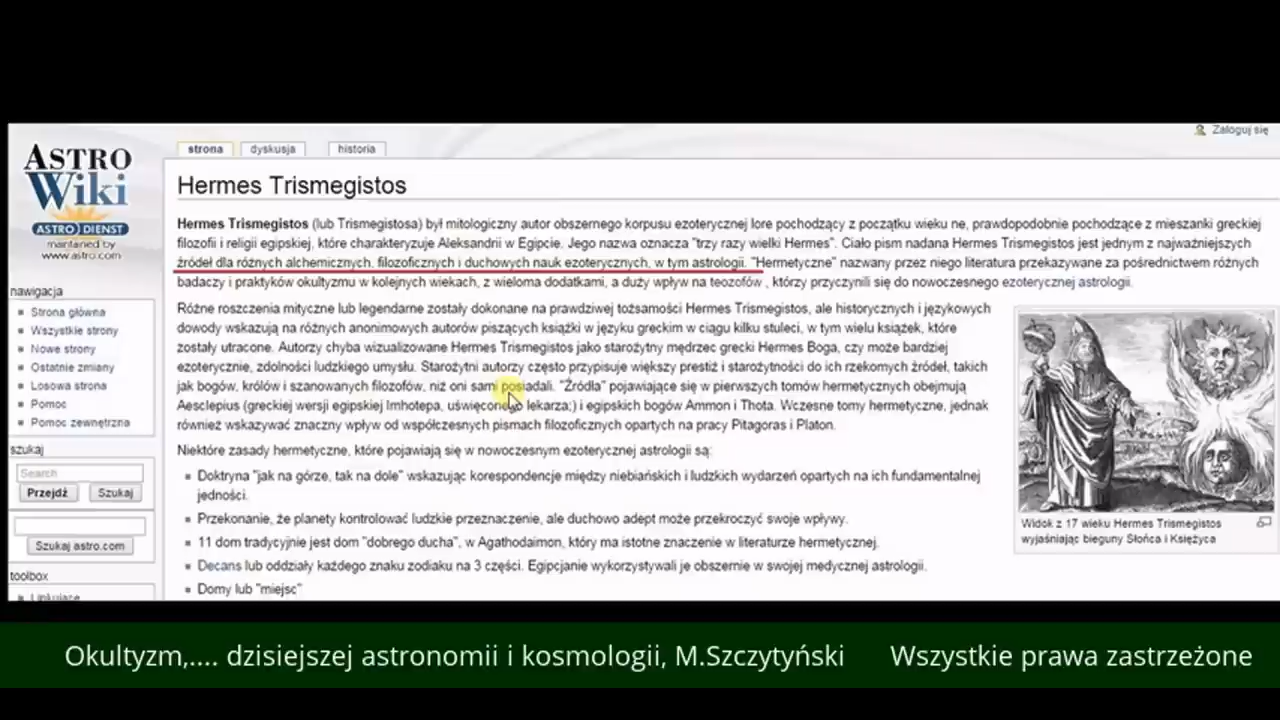 Zaloguj się
ASTRO
Wiki
ASTRO DIENST
maintained by
www.astro.com
strona
dyskusja
historia
Hermes Trismegistos
Hermes Trismegistos (lub Trismegistosa) był mitologiczny autor obszernego korpusu ezoterycznej lore pochodzący z początku wieku ne, prawdopodobnie pochodzące z mieszanki greckiej
filozofii i religii egipskiej, które charakteryzuje Aleksandrii w Egipcie. Jego nazwa oznacza "trzy razy wielki Hermes". Ciało pism nadana Hermes Trismegistos jest jednym z najważniejszych
źródeł dla różnych alchemicznych, filozoficznych i duchowych nauk ezoterycznych, w tym astrologii. "Hermetyczne" nazwany przez niego literatura przekazywane za pośrednictwem różnych
badaczy i praktyków okultyzmu w kolejnych wiekach, z wieloma dodatkami, a duży wpływ na teozofów , którzy przyczynili się do nowoczesnego ezoterycznej astrologii.
Różne roszczenia mityczne lub legendarne zostały dokonane na prawdziwej tożsamości Hermes Trismegistos, ale historycznych i językowych
dowody wskazują na różnych anonimowych autorów piszących książki w języku greckim w ciągu kilku stuleci, w tym wielu książek, które
zostały utracone. Autorzy chyba wizualizowane Hermes Trismegistos jako starożytny mędrzec grecki Hermes Boga, czy może bardziej
ezoterycznie, zdolności ludzkiego umysłu. Starożytni autorzy często przypisuje większy prestiż i starożytności do ich rzekomych źródeł, takich
jak bogów, królów i szanowanych filozofów, niż oni sami posiadali. "Źródła" pojawiające się w pierwszych tomów hermetycznych obejmują
Aesclepius (greckiej wersji egipskiej Imhotepa, uświęconego lekarza;) i egipskich bogów Ammon i Thota. Wczesne tomy hermetyczne, jednak
również wskazywać znaczny wpływ od współczesnych pismach filozoficznych opartych na pracy Pitagoras i Platon.
Niektóre zasady hermetyczne, które pojawiają się w nowoczesnym ezoterycznej astrologii są:
Doktryna "jak na górze, tak na dole" wskazując korespondencje między niebiańskich i ludzkich wydarzeń opartych na ich fundamentalnej
jedności.
Przekonanie, że planety kontrolować ludzkie przeznaczenie, ale duchowo adept może przekroczyć swoje wpływy.
11 dom tradycyjnie jest dom "dobrego ducha", w Agathodaimon, który ma istotne znaczenie w literaturze hermetycznej.
Decans lub oddziały każdego znaku zodiaku na 3 części. Egipcjanie wykorzystywali je obszernie w swojej medycznej astrologii.
Domy lub "miejsc"
Widok z 17 wieku Hermes Trismegistos
wyjaśniając bieguny Słońca i Księżyca
nawigacja
Strona główna
Wszystkie strony
Nowe strony
Ostatnie zmiany
Losowa strona
Pomoc
Pomoc zewnętrzna
szukaj
Search
Przejdź
Szukaj
Szukaj astro.com
toolbox
Linkujące
Okultyzm,.... dzisiejszej astronomii i kosmologii, M.Szczytyński Wszystkie prawa zastrzeżone